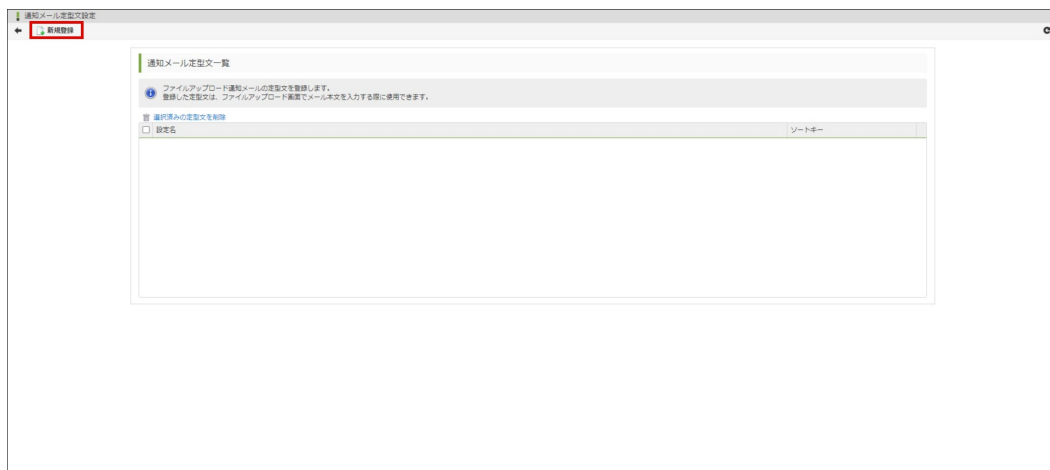 通知メール定型文設定
新規登録
通知メール定型文一覧
ファイルアップロード通知メールの定型文を登録します。
登録した定型文は、ファイルアップロード画面でメール本文を入力する際に使用できます。
選択済みの定型文を削除
設定名 ソートキー